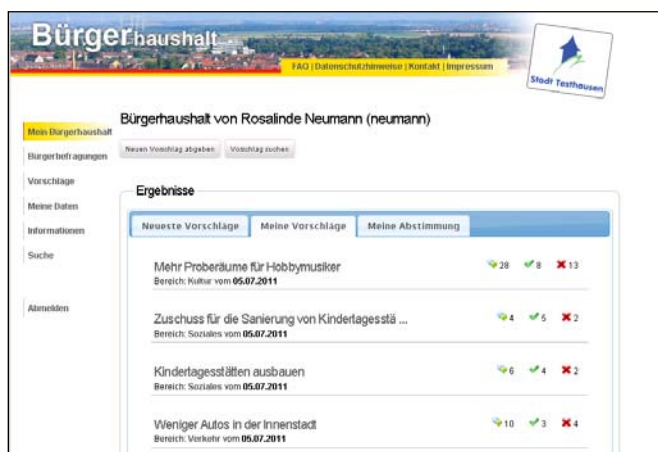 Bürgerhaushalt
FAQ | Datenschutzhinweise | Kontakt | Impressum
Stadt Testhausen
Bürgerhaushalt von Rosalinde Neumann (neumann)
Mein Bürgerhaushalt
Neuen Vorschlag abgeben Vorschlag suchen
Bürgerbefragungen
Vorschläge
Meine Daten
Informationen
Suche
Abmelden
Ergebnisse
Neueste Vorschläge Meine Vorschläge Meine Abstimmung
Mehr Proberäume für Hobbymusiker 28 8 13
Bereich: Kultur vom 05.07.2011
Zuschuss für die Sanierung von Kindertagesstä ... 4 5 2
Bereich: Soziales vom 05.07.2011
Kindertagesstätten ausbauen 6 4 2
Bereich: Soziales vom 05.07.2011
Weniger Autos in der Innenstadt 10 3 4
Bereich: Verkehr vom 05.07.2011